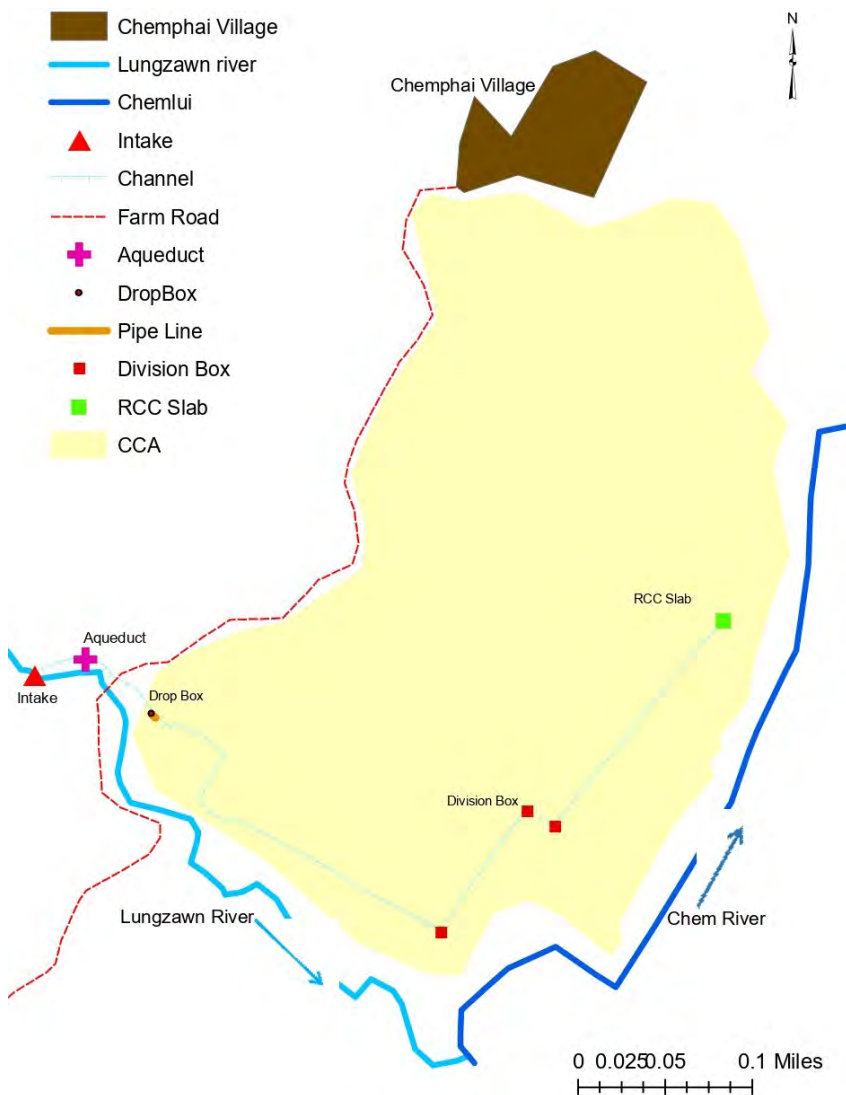 Chemphai Village
Lungzawn river
Chemlui
Intake
Channel
Farm Road
Aqueduct
DropBox
Pipe Line
Division Box
RCC Slab
CCA
N
Chemphai Village
RCC Slab
Aqueduct
Intake
Drop Box
Division Box
Lungzawn River
Chem River
0 0.025 0.05 0.1 Miles